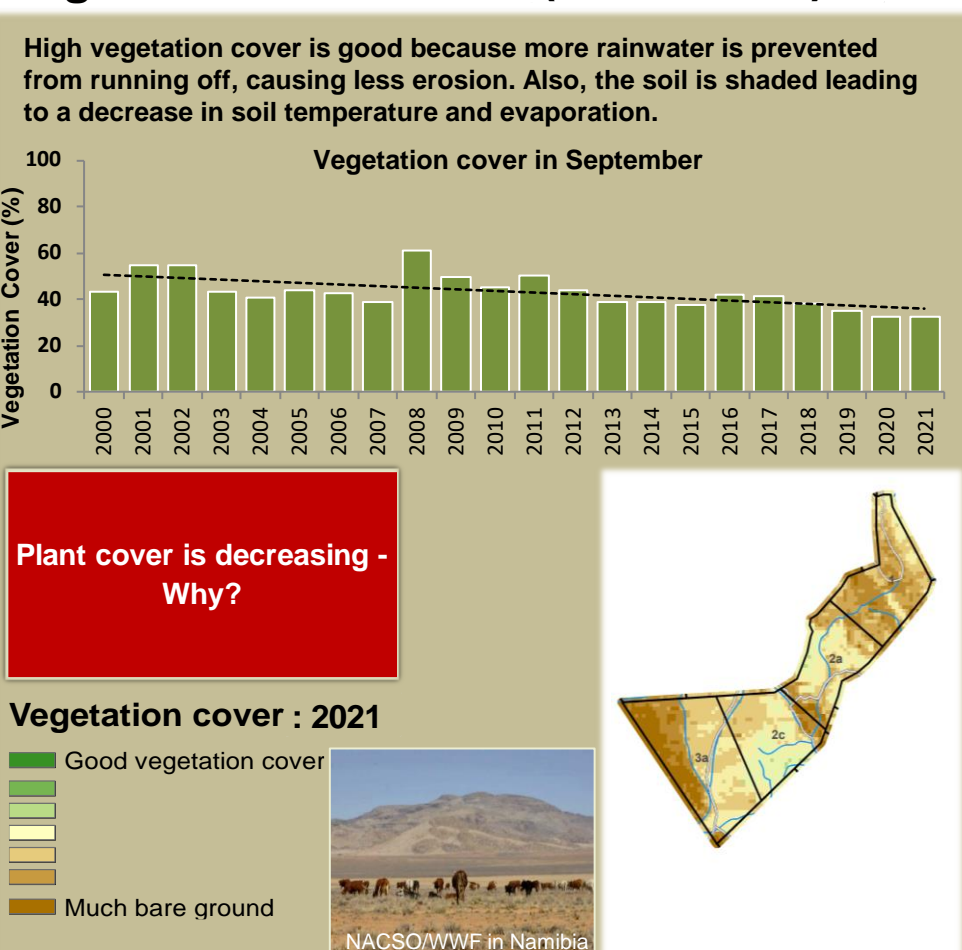 High vegetation cover is good because more rainwater is prevented
from running off, causing less erosion. Also, the soil is shaded leading
to a decrease in soil temperature and evaporation.
Vegetation cover in September
Vegetation Cover (%)
100
80
60
40
20
0
2000
2001
2002
2003
2004
2005
2006
2007
2008
2009
2010
2011
2012
2013
2014
2015
2016
2017
2018
2019
2020
2021
Plant cover is decreasing -
Why?
2a
2c
3a
Vegetation cover : 2021
Good vegetation cover
Much bare ground
NACSO/WWF in Namibia